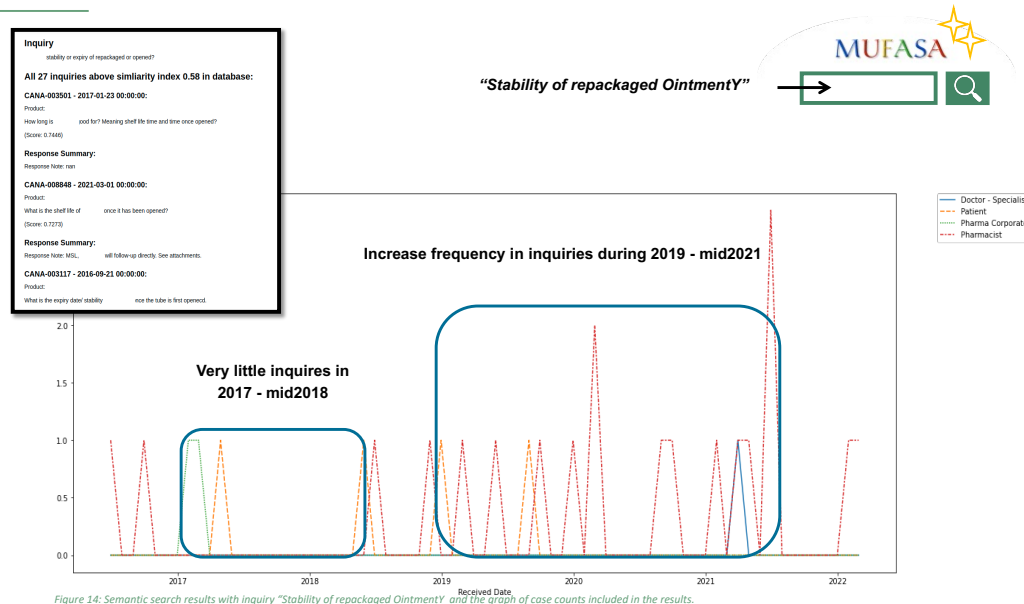 Inquiry
stability or expiry of repackaged or opened?
All 27 inquiries above simliarity index 0.58 in database:
CANA-003501 - 2017-01-23 00:00:00:
Product:
How long is ood for? Meaning shelf life time and time once opened?
(Score: 0.7446)
Response Summary:
Response Note: nan
CANA-008848 - 2021-03-01 00:00:00:
Product:
What is the shelf life of once it has been opened?
(Score: 0.7273)
Response Summary:
Response Note: MSL, will follow-up directly. See attachments.
CANA-003117 - 2016-09-21 00:00:00:
Product:
What is the expiry date/ stability nce the tube is first openecd.
MUFASA
“Stability of repackaged OintmentY”
Doctor - Specialis
Patient
Pharma Corporate
Pharmacist
Increase frequency in inquiries during 2019 - mid2021
Very little inquires in
2017 - mid2018
2.0
1.5
1.0
0.5
0.0
2017 2018 2019 2020 2021 2022
Received Date
Figure 14: Semantic search results with inquiry “Stability of repackaged OintmentY and the graph of case counts included in the results.